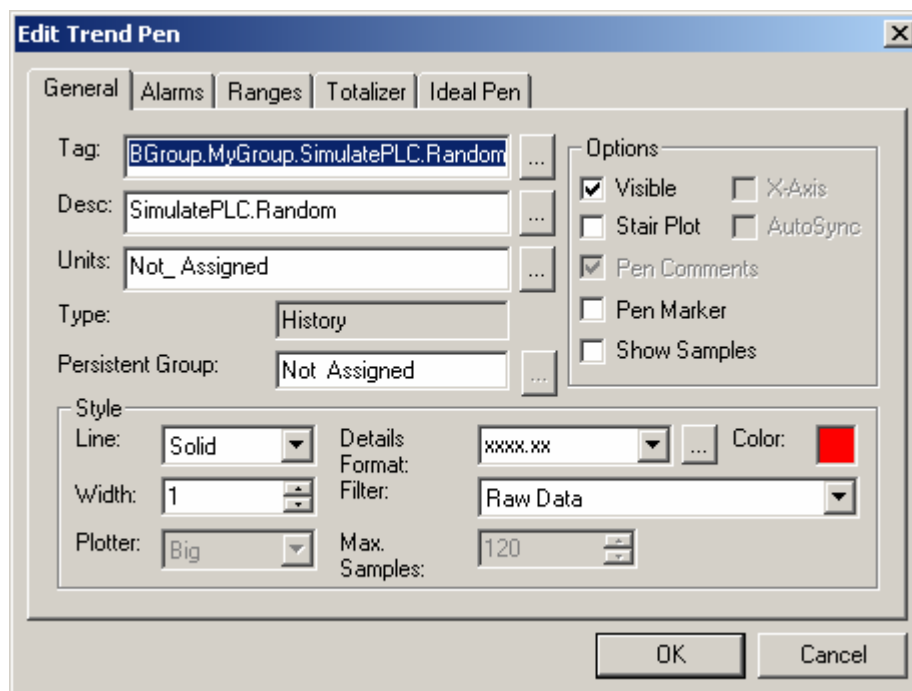 Edit Trend Pen
General Alarms Ranges Totalizer Ideal Pen
Tag: BGroup.MyGroup.SimulatePLC.Random ...
Desc: SimulatePLC.Random ...
Units: Not_ Assigned ...
Type: History
Persistent Group: Not Assigned ...
Options
Visible X-Axis
Stair Plot AutoSync
Pen Comments
Pen Marker
Show Samples
Style
Line: Solid Details Format: xxxx.xx ... Color:
Width: 1 Filter: Raw Data
Plotter: Big Max. Samples: 120
OK Cancel